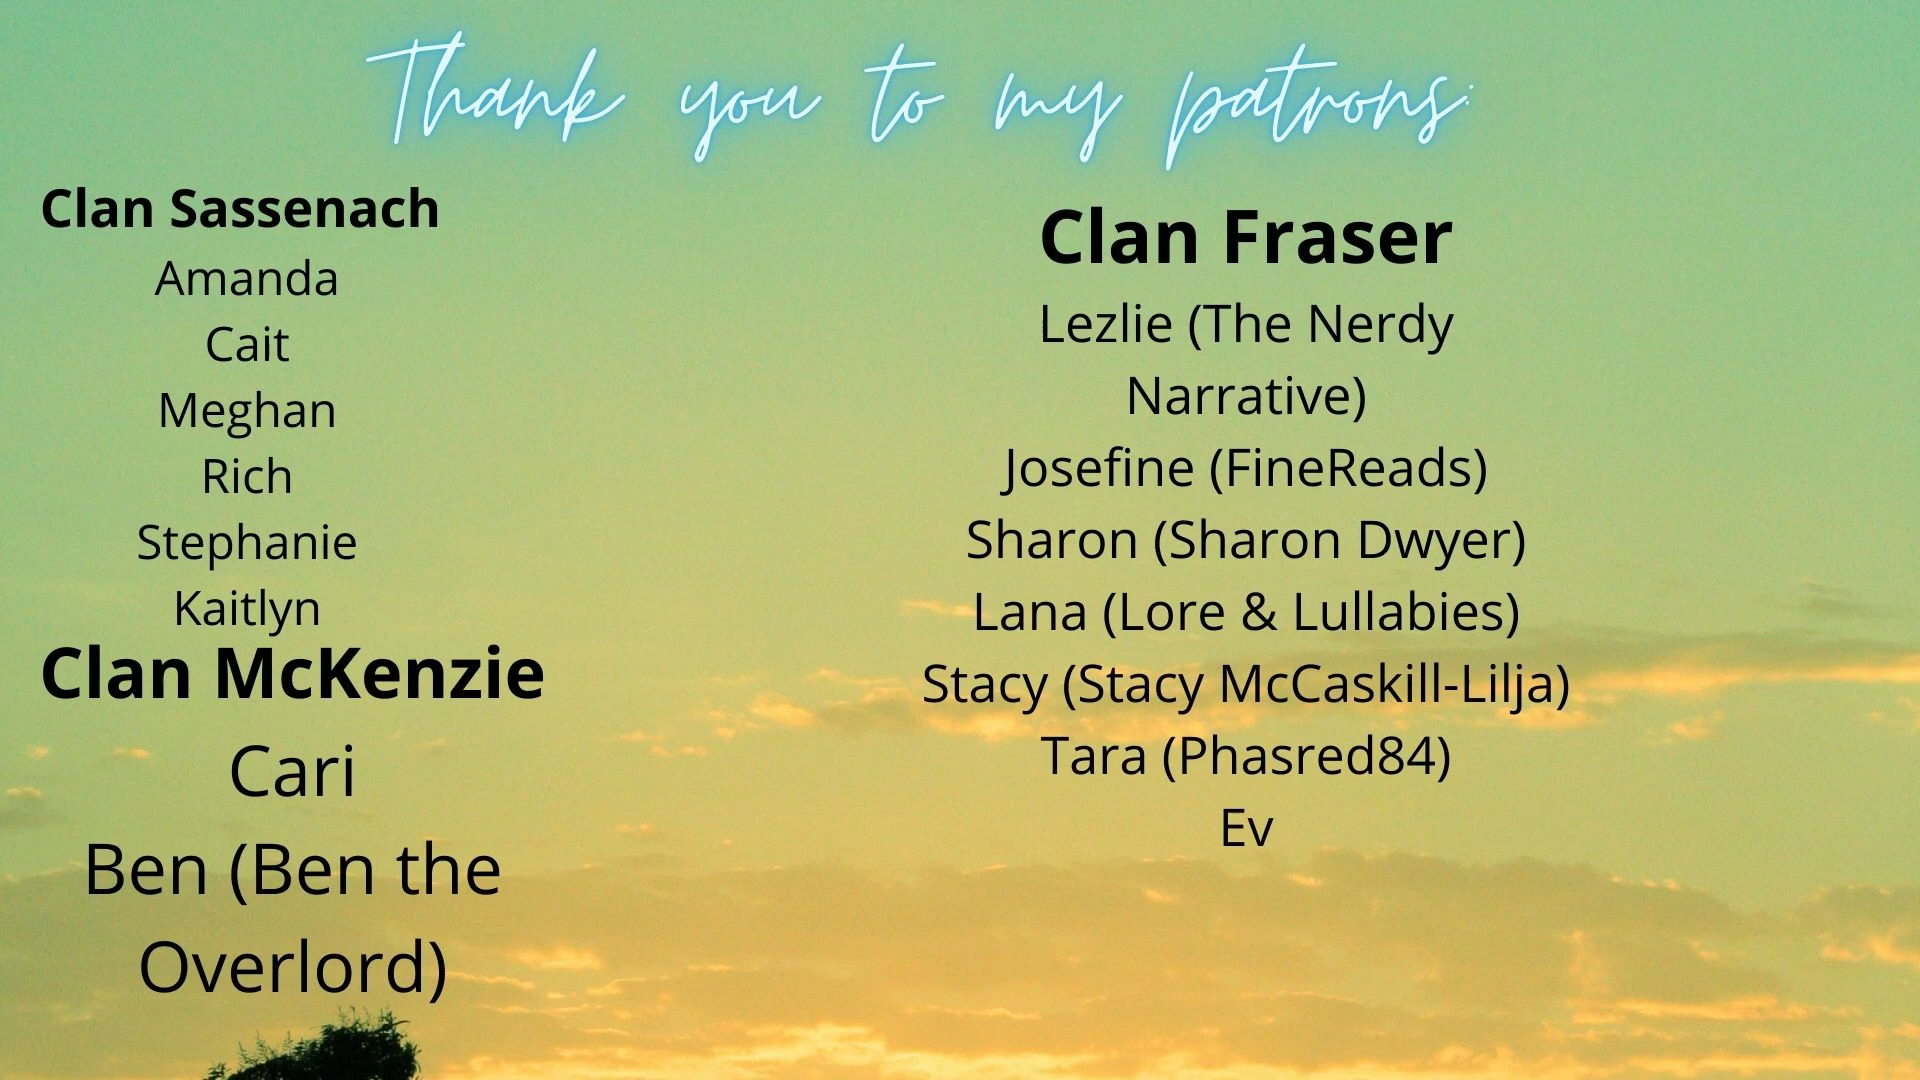 Thank you to my patrons:
Clan Sassenach
Amanda
Cait
Meghan
Rich
Stephanie
Kaitlyn
Clan McKenzie
Cari
Ben (Ben the
Overlord)
Clan Fraser
Lezlie (The Nerdy
Narrative)
Josefine (FineReads)
Sharon (Sharon Dwyer)
Lana (Lore & Lullabies)
Stacy (Stacy McCaskill-Lilja)
Tara (Phasred84)
Ev